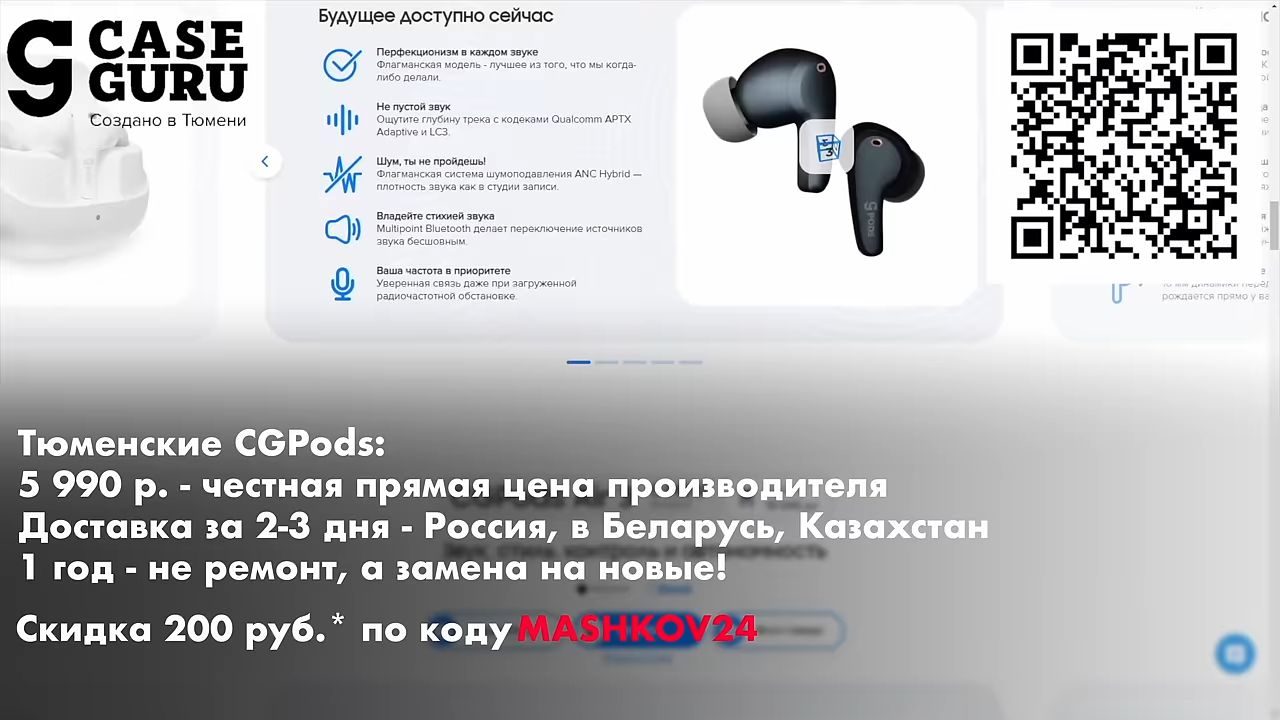 CASE
GURU
Создано в Тюмени
Будущее доступно сейчас
Перфекционизм в каждом звуке
Флагманская модель - лучшее из того, что мы когда-
либо делали.
Не пустой звук
Ощутите глубину трека с кодеками Qualcomm APTX
Adaptive и LC3.
Шум, ты не пройдешь!
Флагманская система шумоподавления ANC Hybrid —
плотность звука как в студии записи.
Владейте стихией звука
Multipoint Bluetooth делает переключение источников
звука бесшовным.
Ваша частота в приоритете
Уверенная связь даже при загруженной
радиочастотной обстановке.
PODS
рождается прямо у ва
Тюменские CGPods:
5 990 р. - честная прямая цена производителя
Доставка за 2-3 дня - Россия, в Беларусь, Казахстан
1 год - не ремонт, а замена на новые!
Скидка 200 руб.* по коду MASHKOV24